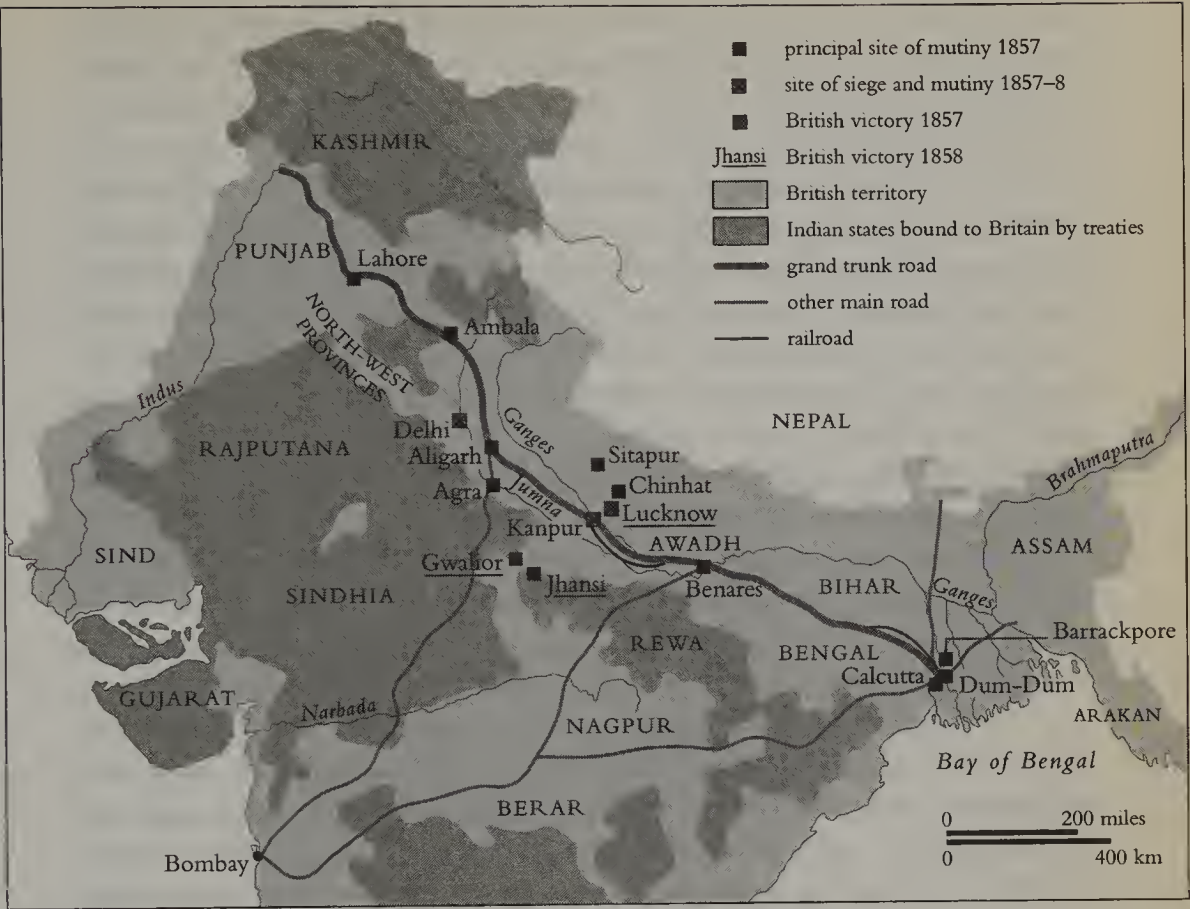 principal site of mutiny 1857
site of siege and mutiny 1857–8
British victory 1857
Jhansi British victory 1858
British territory
Indian states bound to Britain by treaties
grand trunk road
other main road
railroad
KASHMIR
PUNJAB
Lahore
NORTH-WEST
PROVINCES
Ambala
Indus
NEPAL
RAJPUTANA
Delhi
Ganges
Aligarh
Sitapur
Brahmaputra
Agra
Jumna
Chinhat
Lucknow
Kanpur
AWADH
ASSAM
SIND
Gwalior
Jhansi
SINDHIA
Benares
BIHAR
Ganges
REWA
BENGAL
Barrackpore
Calcutta
Dum-Dum
GUJARAT
Narbada
NAGPUR
ARAKAN
Bay of Bengal
BERAR
0 200 miles
0 400 km
Bombay